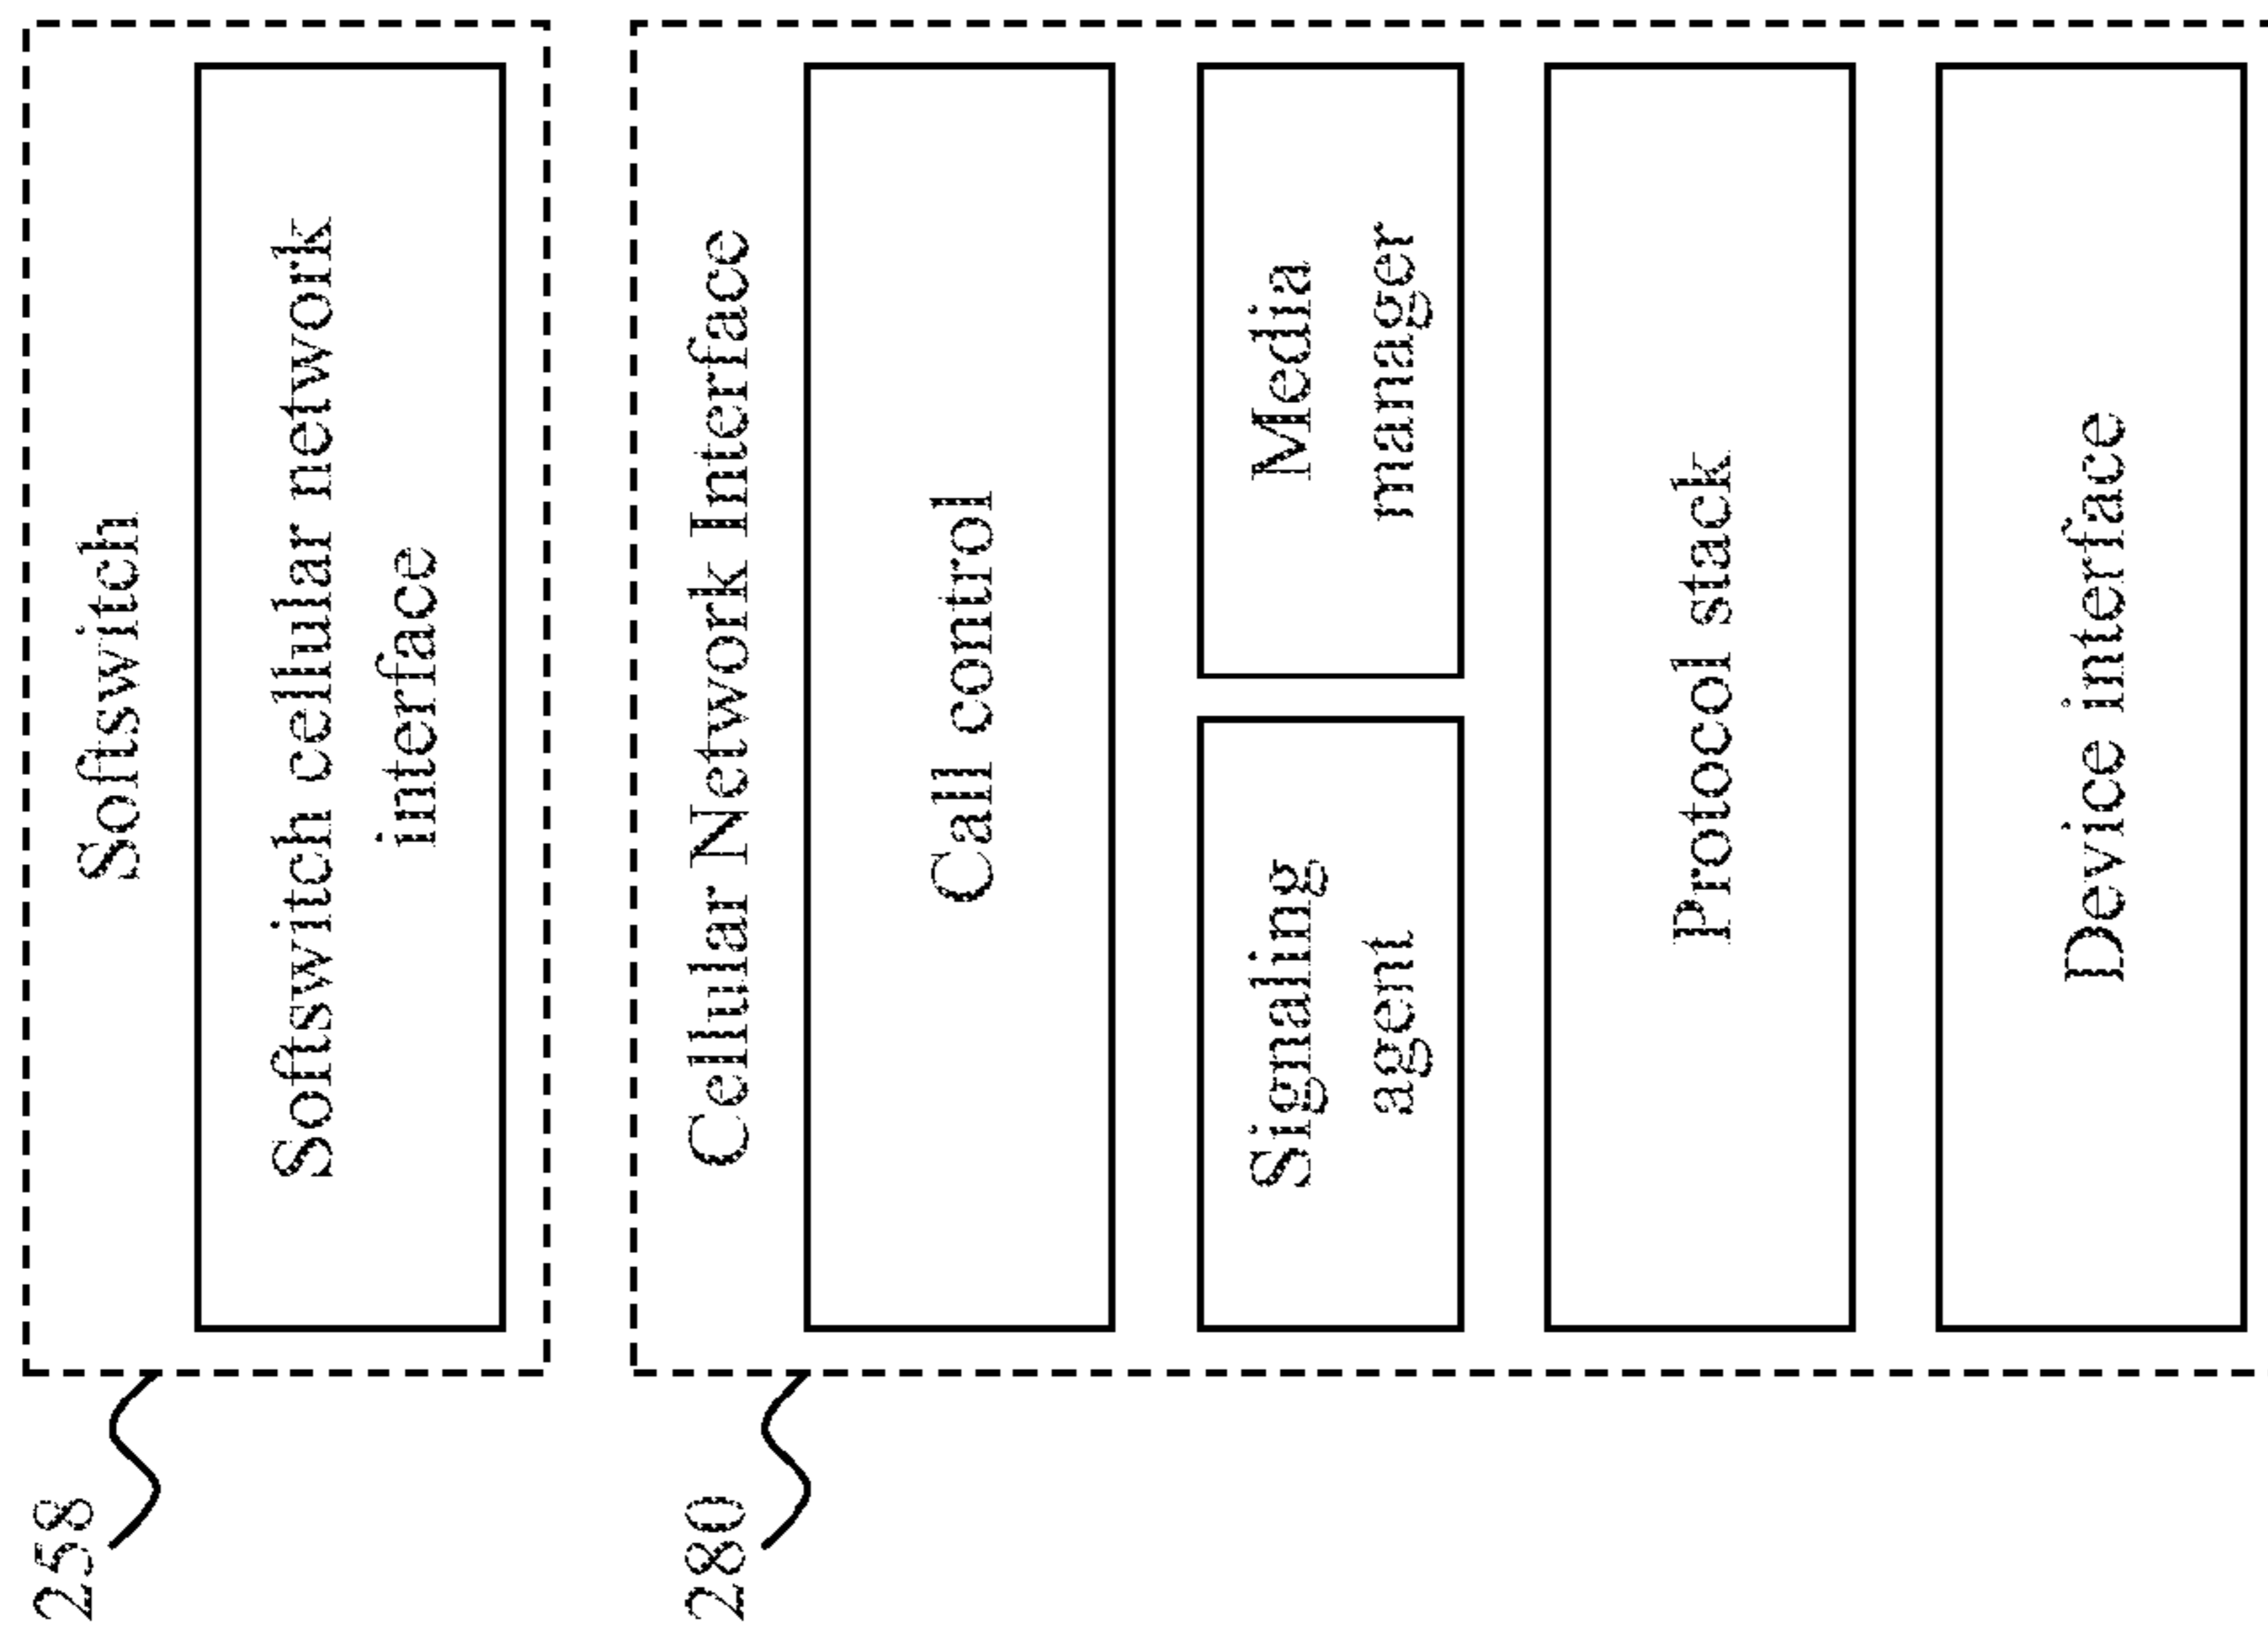 258
Softswitch
Softswitch cellular network
interface
280
Cellular Network Interface
Call control
Signaling
agent
Media
manager
Protocol stack
Device interface